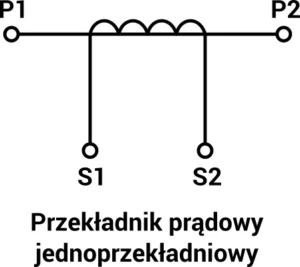 P1 P2
S1 S2
Przekładnik prądowy
jednoprzekładniowy